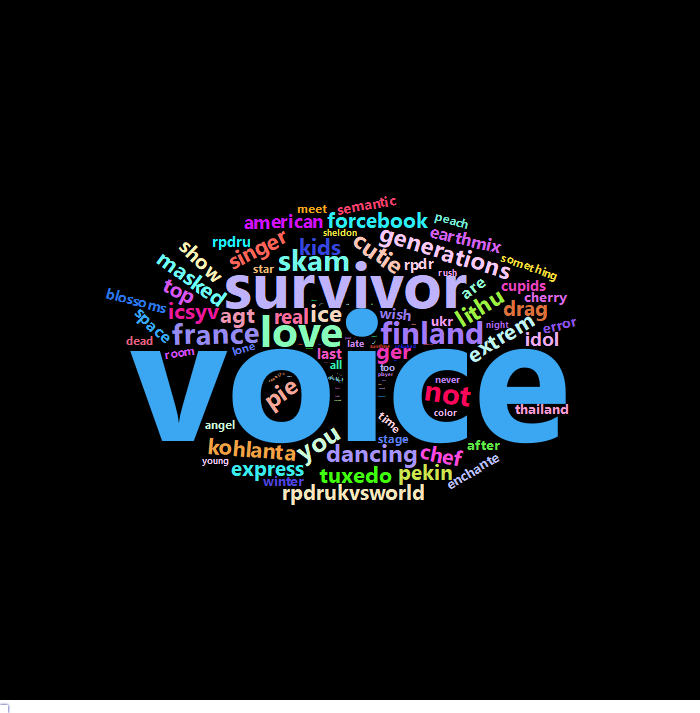 meet semantic
american forcebook peach
rpdru singer sheldon kids cutie generations earthmix
show masked star skam rpdr rush something
top survivor are cupids
blossoms icsyv agt real ice wish ukr lithu cherry drag
space france love finland night extrem error idol
dead room lone last late ger
all too
pie player never not
voice
color thailand
angel you time
kohlanta dancing stage chef after
young express tuxedo pekin enchante
winter rpdrukvsworld